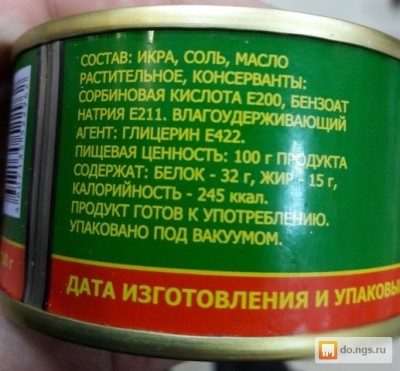 СОСТАВ: ИКРА, СОЛЬ, МАСЛО
РАСТИТЕЛЬНОЕ, КОНСЕРВАНТЫ:
СОРБИНОВАЯ КИСЛОТА Е200, БЕНЗОАТ
НАТРИЯ Е211. ВЛАГОУДЕРЖИВАЮЩИЙ
АГЕНТ: ГЛИЦЕРИН Е422.
ПИЩЕВАЯ ЦЕННОСТЬ: 100 г ПРОДУКТА
СОДЕРЖАТ: БЕЛОК - 32 г, ЖИР - 15 г,
КАЛОРИЙНОСТЬ - 245 ккал.
ПРОДУКТ ГОТОВ К УПОТРЕБЛЕНИЮ.
УПАКОВАНО ПОД ВАКУУМОМ.
ДАТА ИЗГОТОВЛЕНИЯ И УПАКОВЫ
do.ngs.ru